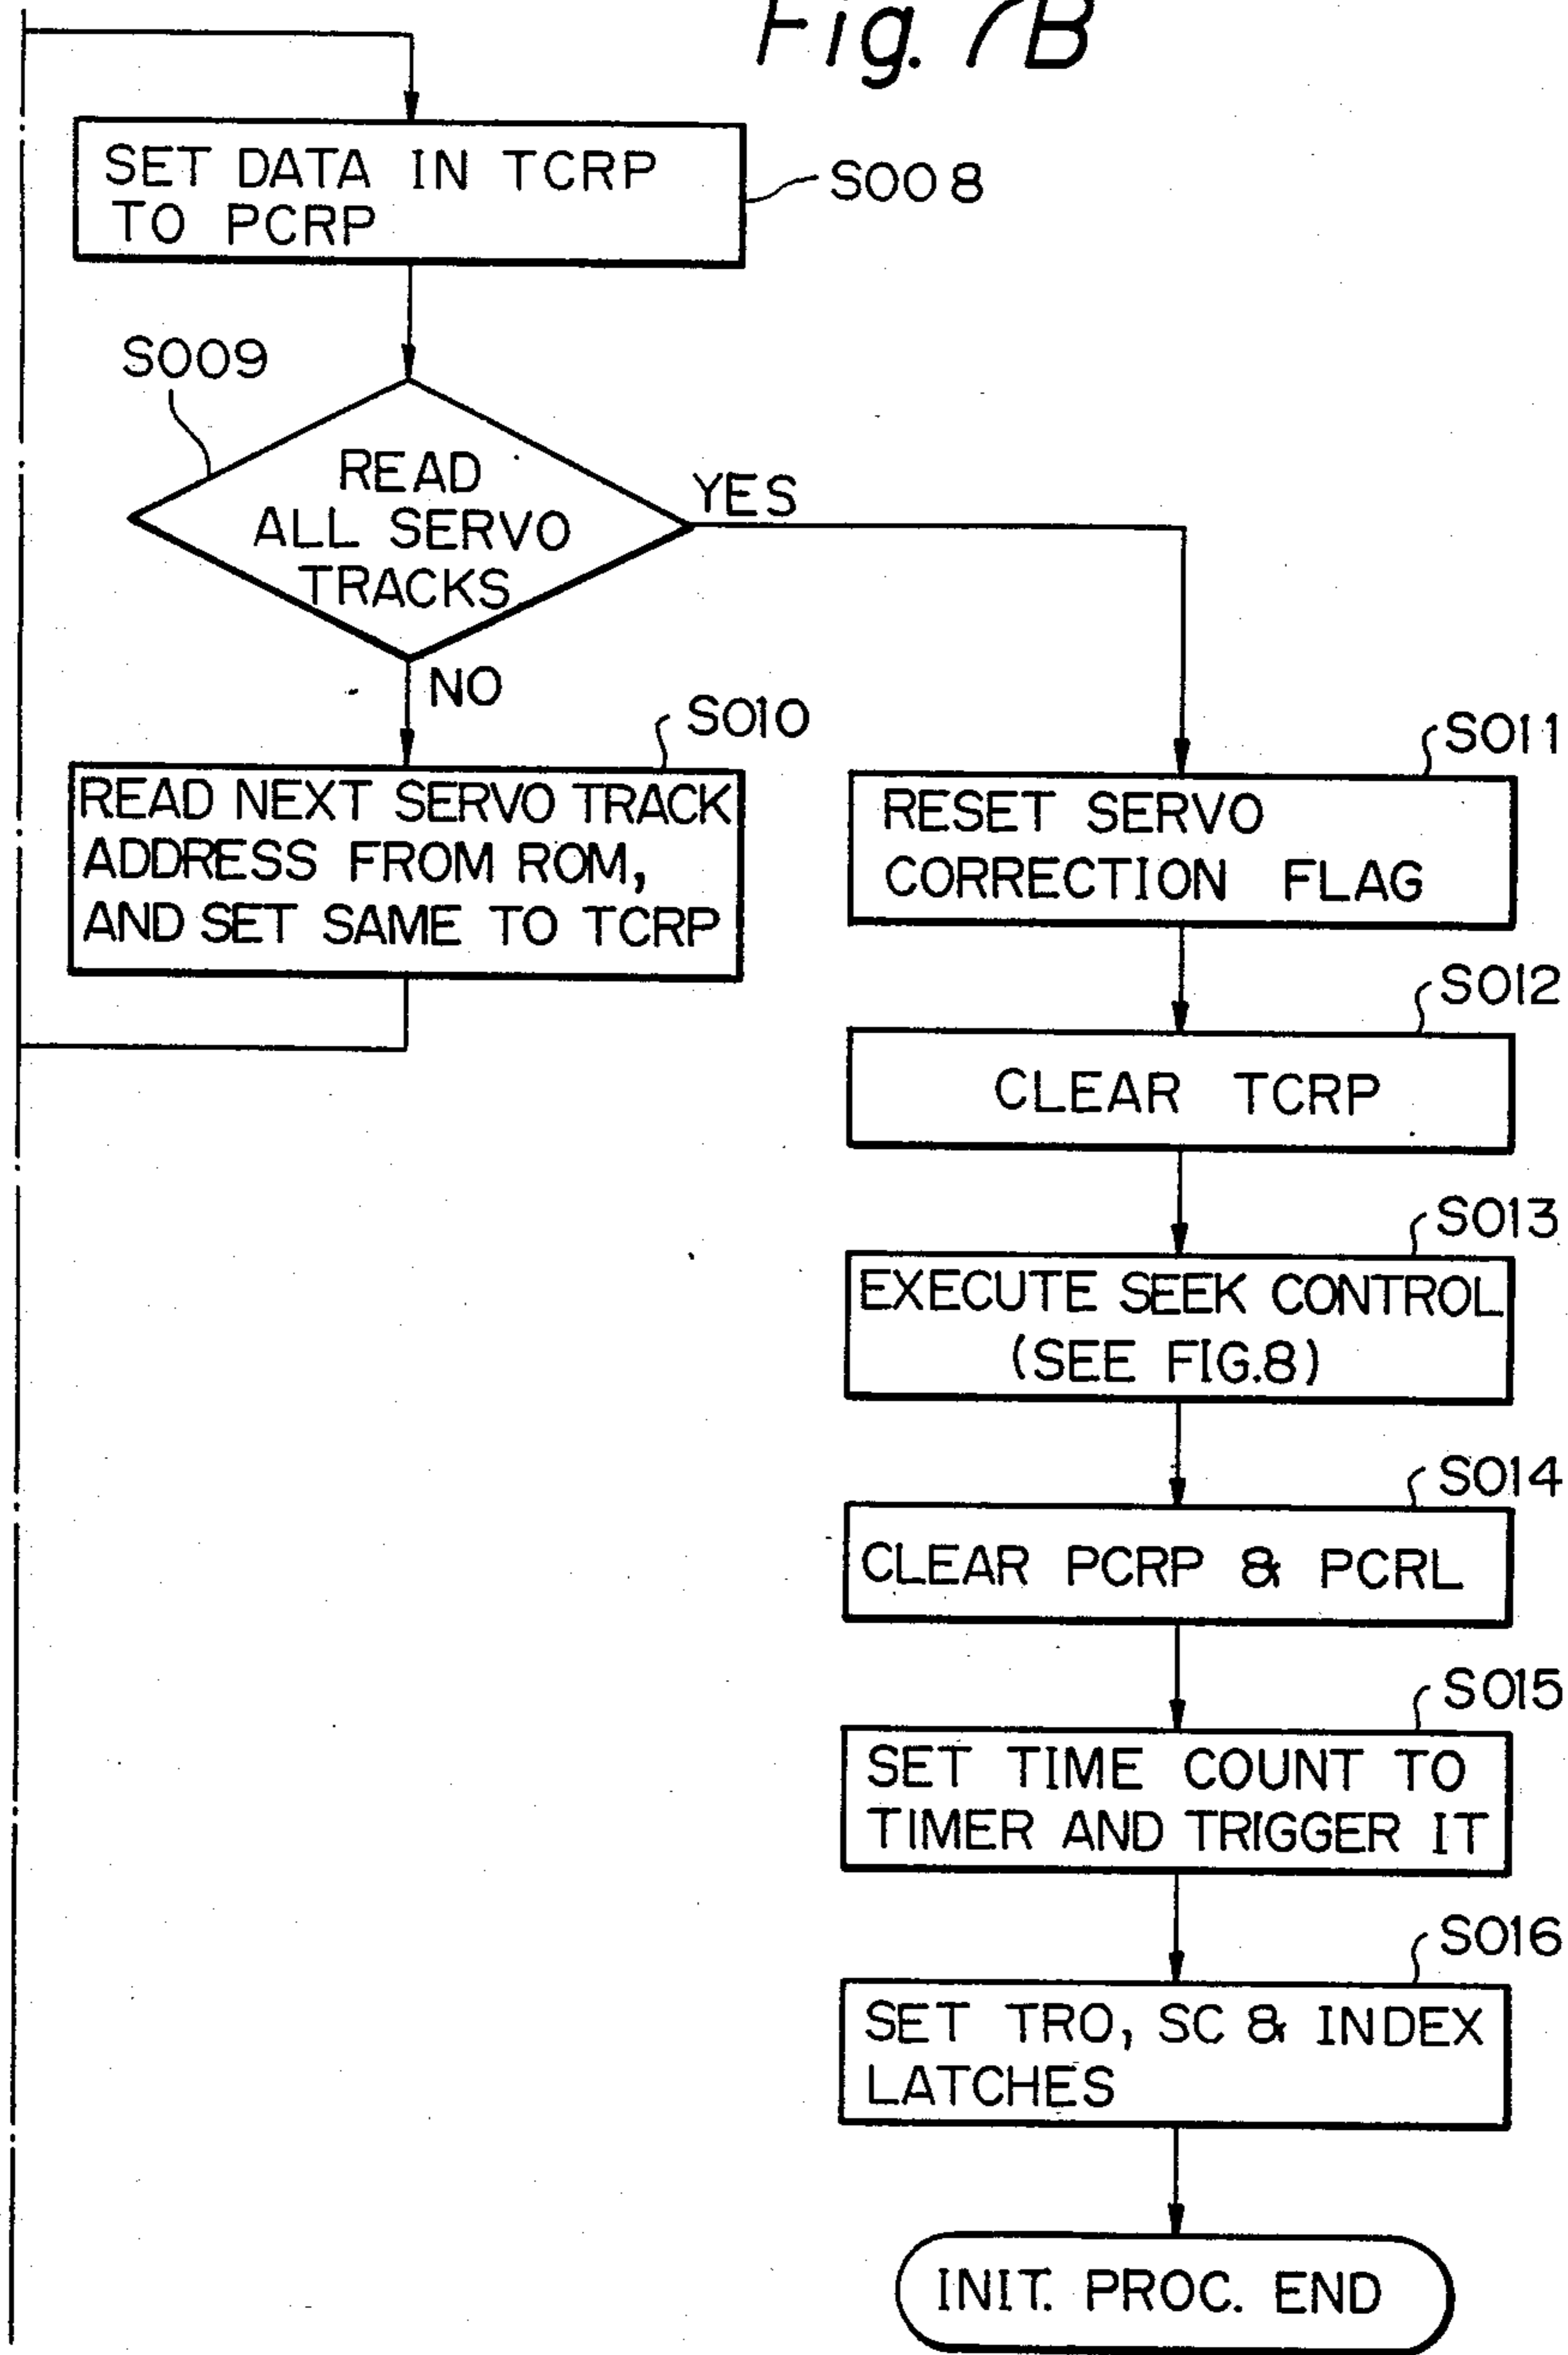 Fig. 7B
SET DATA IN TCRP
TO PCRP
S008
S009
READ
ALL SERVO
TRACKS
YES
NO
S010
READ NEXT SERVO TRACK
ADDRESS FROM ROM,
AND SET SAME TO TCRP
S011
RESET SERVO
CORRECTION FLAG
S012
CLEAR TCRP
S013
EXECUTE SEEK CONTROL
(SEE FIG.8)
S014
CLEAR PCRP & PCRL
S015
SET TIME COUNT TO
TIMER AND TRIGGER IT
S016
SET TRO, SC & INDEX
LATCHES
INIT. PROC. END